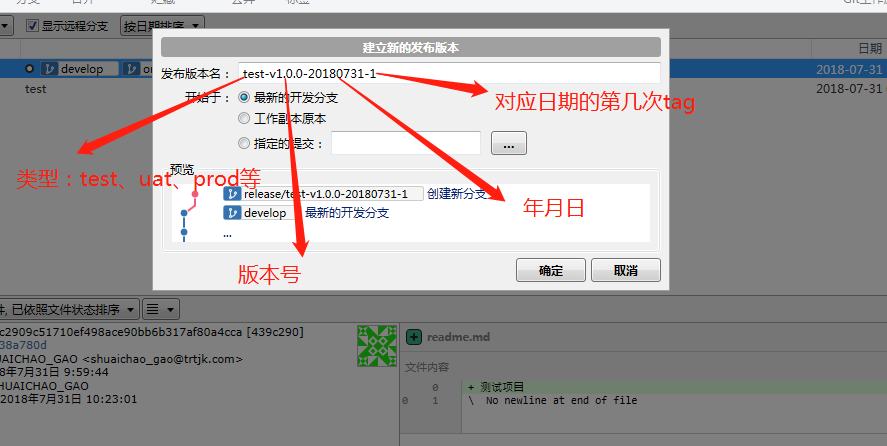 显示远程分支 按日期排序
日期
develop 2018-07-31
test 2018-07-31
建立新的发布版本
发布版本名： test-v1.0.0-20180731-1
开始于： 最新的开发分支
工作副本原本
指定的提交： ...
对应日期的第几次tag
类型：test、uat、prod等
预览
release/test-v1.0.0-20180731-1 创建新分支
develop 最新的开发分支
...
年月日
版本号
确定 取消
件, 已依照文件状态排序
c2909c51710ef498ace90bb6b317af80a4cca [439c290]
38a780d
UAICHAO_GAO <shuaichao_gao@trtjk.com>
8年7月31日 9:59:44
HUAICHAO_GAO
2018年7月31日 10:23:01
readme.md
文件内容
0 + 测试项目
0 1 \ No newline at end of file